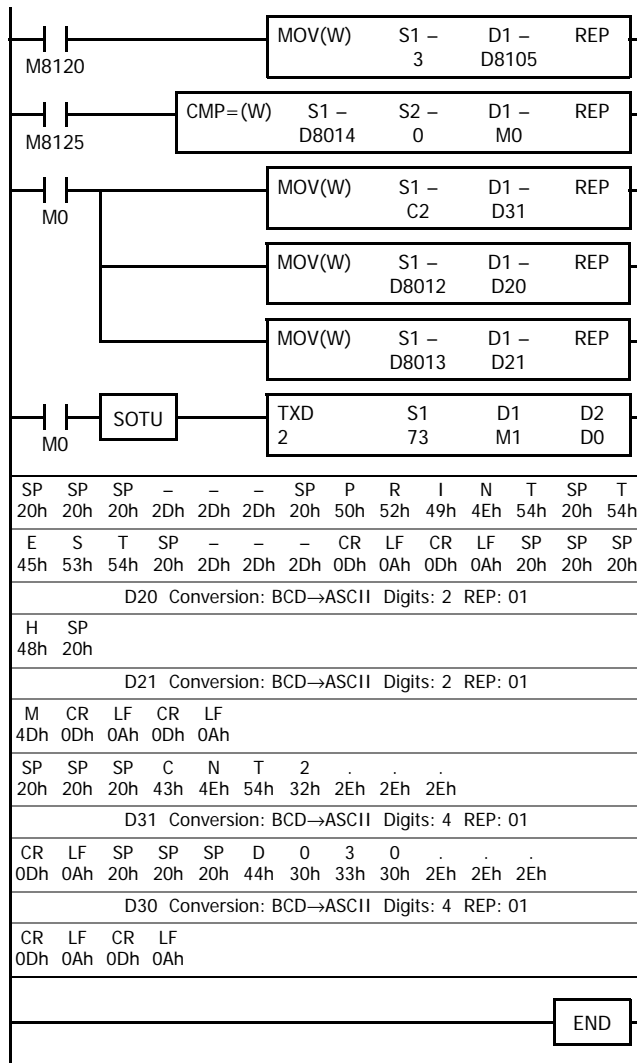 MOV(W) S1 – D1 – REP
3 D8105
M8120
CMP=(W) S1 – S2 – D1 – REP
D8014 0 M0
M8125
MOV(W) S1 – D1 – REP
C2 D31
M0
MOV(W) S1 – D1 – REP
D8012 D20
MOV(W) S1 – D1 – REP
D8013 D21
SOTU TXD S1 D1 D2
2 73 M1 D0
M0
SP SP SP – – – SP P R I N T SP T
20h 20h 20h 2Dh 2Dh 2Dh 20h 50h 52h 49h 4Eh 54h 20h 54h
E S T SP – – – CR LF CR LF SP SP SP
45h 53h 54h 20h 2Dh 2Dh 2Dh 0Dh 0Ah 0Dh 0Ah 20h 20h 20h
D20 Conversion: BCD→ASCII Digits: 2 REP: 01
H SP
48h 20h
D21 Conversion: BCD→ASCII Digits: 2 REP: 01
M CR LF CR LF
4Dh 0Dh 0Ah 0Dh 0Ah
SP SP SP C N T 2 . . .
20h 20h 20h 43h 4Eh 54h 32h 2Eh 2Eh 2Eh
D31 Conversion: BCD→ASCII Digits: 4 REP: 01
CR LF SP SP SP D 0 3 0 . . .
0Dh 0Ah 20h 20h 20h 44h 30h 33h 30h 2Eh 2Eh 2Eh
D30 Conversion: BCD→ASCII Digits: 4 REP: 01
CR LF CR LF
0Dh 0Ah 0Dh 0Ah
END